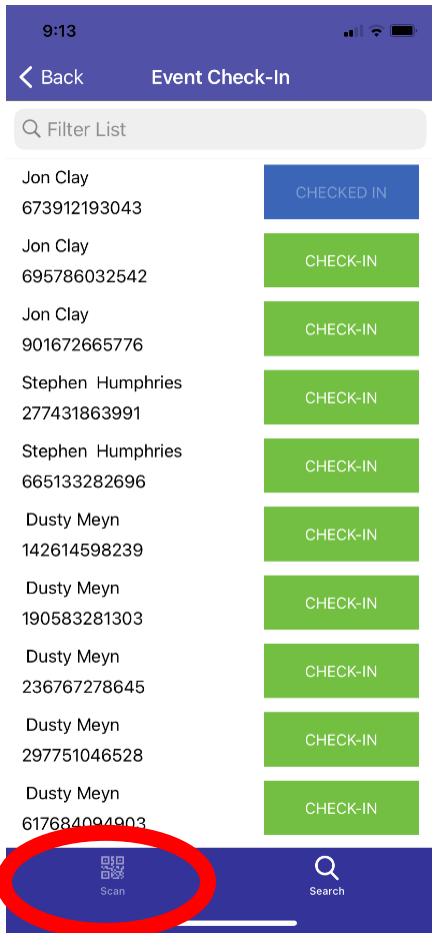 9:13
Back Event Check-In
Filter List
Jon Clay
673912193043
CHECKED IN
Jon Clay
695786032542
CHECK-IN
Jon Clay
901672665776
CHECK-IN
Stephen Humphries
277431863991
CHECK-IN
Stephen Humphries
665133282696
CHECK-IN
Dusty Meyn
142614598239
CHECK-IN
Dusty Meyn
190583281303
CHECK-IN
Dusty Meyn
236767278645
CHECK-IN
Dusty Meyn
297751046528
CHECK-IN
Dusty Meyn
617684094903
CHECK-IN
Scan
Search